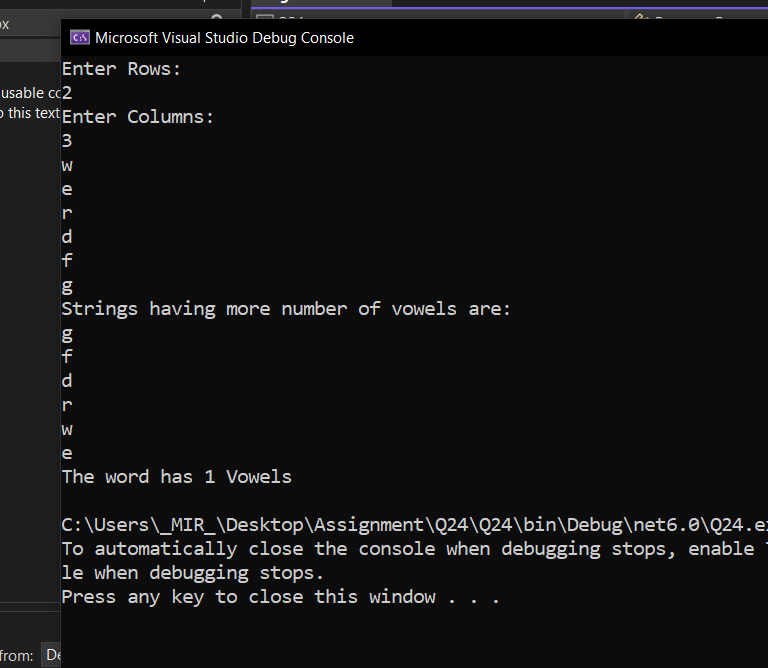 ox
Microsoft Visual Studio Debug Console
Enter Rows:
usable co
2
o this text
Enter Columns:
3
w
e
r
d
f
g
Strings having more number of vowels are:
g
f
d
r
w
e
The word has 1 Vowels
C:\Users\_MIR_\Desktop\Assignment\Q24\Q24\bin\Debug\net6.0\Q24.ex
To automatically close the console when debugging stops, enable
le when debugging stops.
Press any key to close this window . . .
from:
De